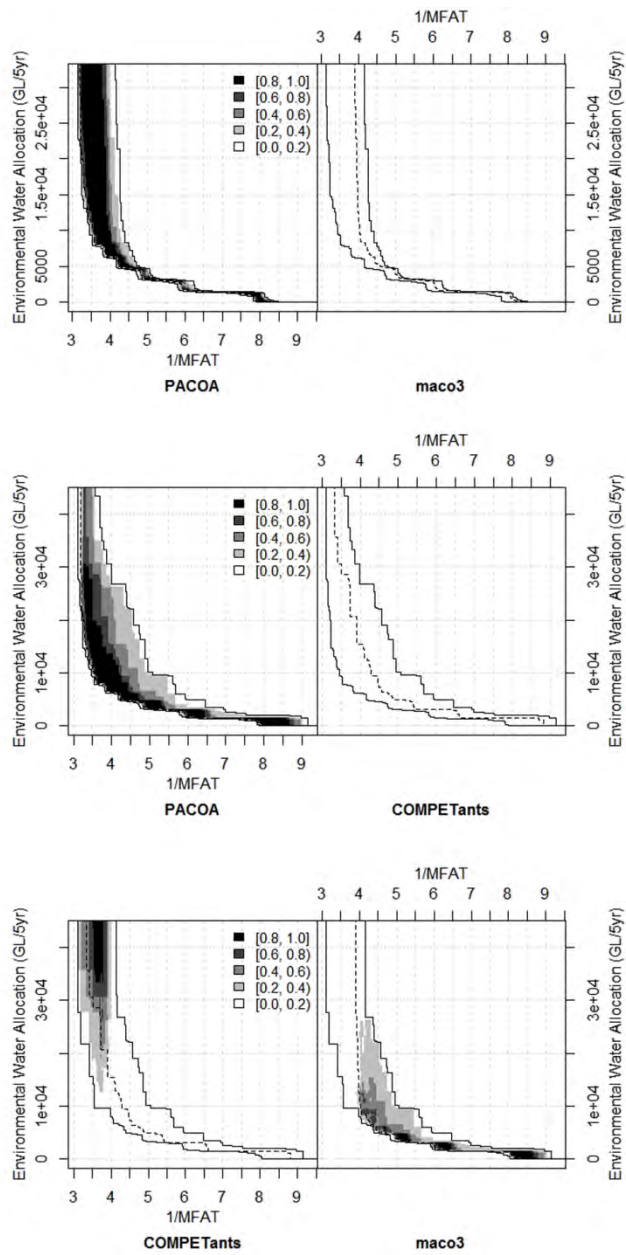 1/MFAT
3 4 5 6 7 8 9
Environmental Water Allocation (GL/5yr)
0 5000 1.5e+04 2.5e+04
[0.8, 1.0]
[0.6, 0.8)
[0.4, 0.6)
[0.2, 0.4)
[0.0, 0.2)
0 5000 1.5e+04 2.5e+04
Environmental Water Allocation (GL/5yr)
3 4 5 6 7 8 9
1/MFAT
PACOA
maco3
1/MFAT
3 4 5 6 7 8 9
Environmental Water Allocation (GL/5yr)
0 1e+04 3e+04
[0.8, 1.0]
[0.6, 0.8)
[0.4, 0.6)
[0.2, 0.4)
[0.0, 0.2)
0 1e+04 3e+04
Environmental Water Allocation (GL/5yr)
3 4 5 6 7 8 9
1/MFAT
PACOA
COMPETants
1/MFAT
3 4 5 6 7 8 9
Environmental Water Allocation (GL/5yr)
0 1e+04 3e+04
[0.8, 1.0]
[0.6, 0.8)
[0.4, 0.6)
[0.2, 0.4)
[0.0, 0.2)
0 1e+04 3e+04
Environmental Water Allocation (GL/5yr)
3 4 5 6 7 8 9
1/MFAT
COMPETants
maco3